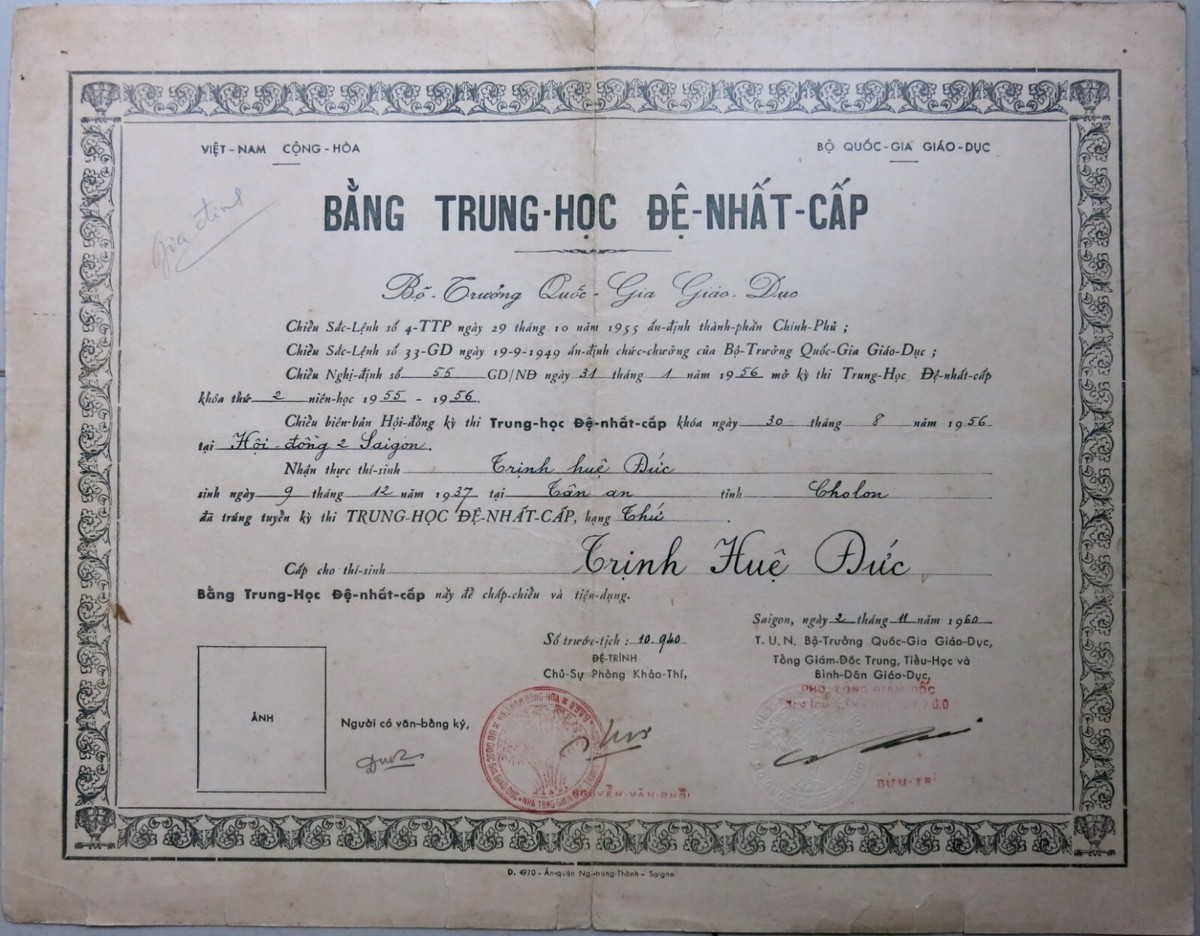 VIỆT-NAM CỘNG-HÒA
BỘ QUỐC-GIA GIÁO-DỤC
Gia đình
BẰNG TRUNG-HỌC ĐỆ-NHẤT-CẤP
Bộ-Trưởng Quốc-Gia Giáo-Dục
Chiều Sắc-Lệnh số 4-TTP ngày 29 tháng 10 năm 1955 ấn-định thành-phần Chính-Phủ ;
Chiều Sắc-Lệnh số 33-GD ngày 19-9-1949 ấn-định chức-chưởng của Bộ-Trưởng Quốc-Gia Giáo-Dục ;
Chiều Nghị-định số 55 GD/NĐ ngày 31 tháng 1 năm 1956 mở kỳ thi Trung-Học Đệ-nhất-cấp
khóa thứ 2 niên-học 1955 - 1956.
Chiều biên-bản Hội-đồng kỳ thi Trung-học Đệ-nhất-cấp khóa ngày 30 tháng 8 năm 1956
tại Hội-đồng 2 Saigon.
Nhận thực thí-sinh Trịnh huệ Đức
sinh ngày 9 tháng 12 năm 1937 tại Tân an tỉnh Cholon
đã trúng tuyển kỳ thi TRUNG-HỌC ĐỆ-NHẤT-CẤP, hạng Thứ.
Cấp cho thí-sinh Trịnh Huệ Đức
Bằng Trung-Học Đệ-nhất-cấp nầy để chấp-chiếu và tiện-dụng.
Saigon, ngày 2 tháng 11 năm 1960
Số trước-tịch : 10.940
T.U.N. Bộ-Trưởng Quốc-Gia Giáo-Dục,
ĐỆ-TRÌNH
Tổng Giám-Đốc Trung, Tiểu-Học và
Chủ-Sự Phòng Khảo-Thí,
Bình-Dân Giáo-Dục,
PHÓ TỔNG GIÁM ĐỐC
ẢNH
Người có văn-bằng ký,
Đức
NGUYỄN-VĂN-PHỐI
BỬU-TRÍ
D. 4970 - Ấn-quán Ng.-trung-Thành - Saigon